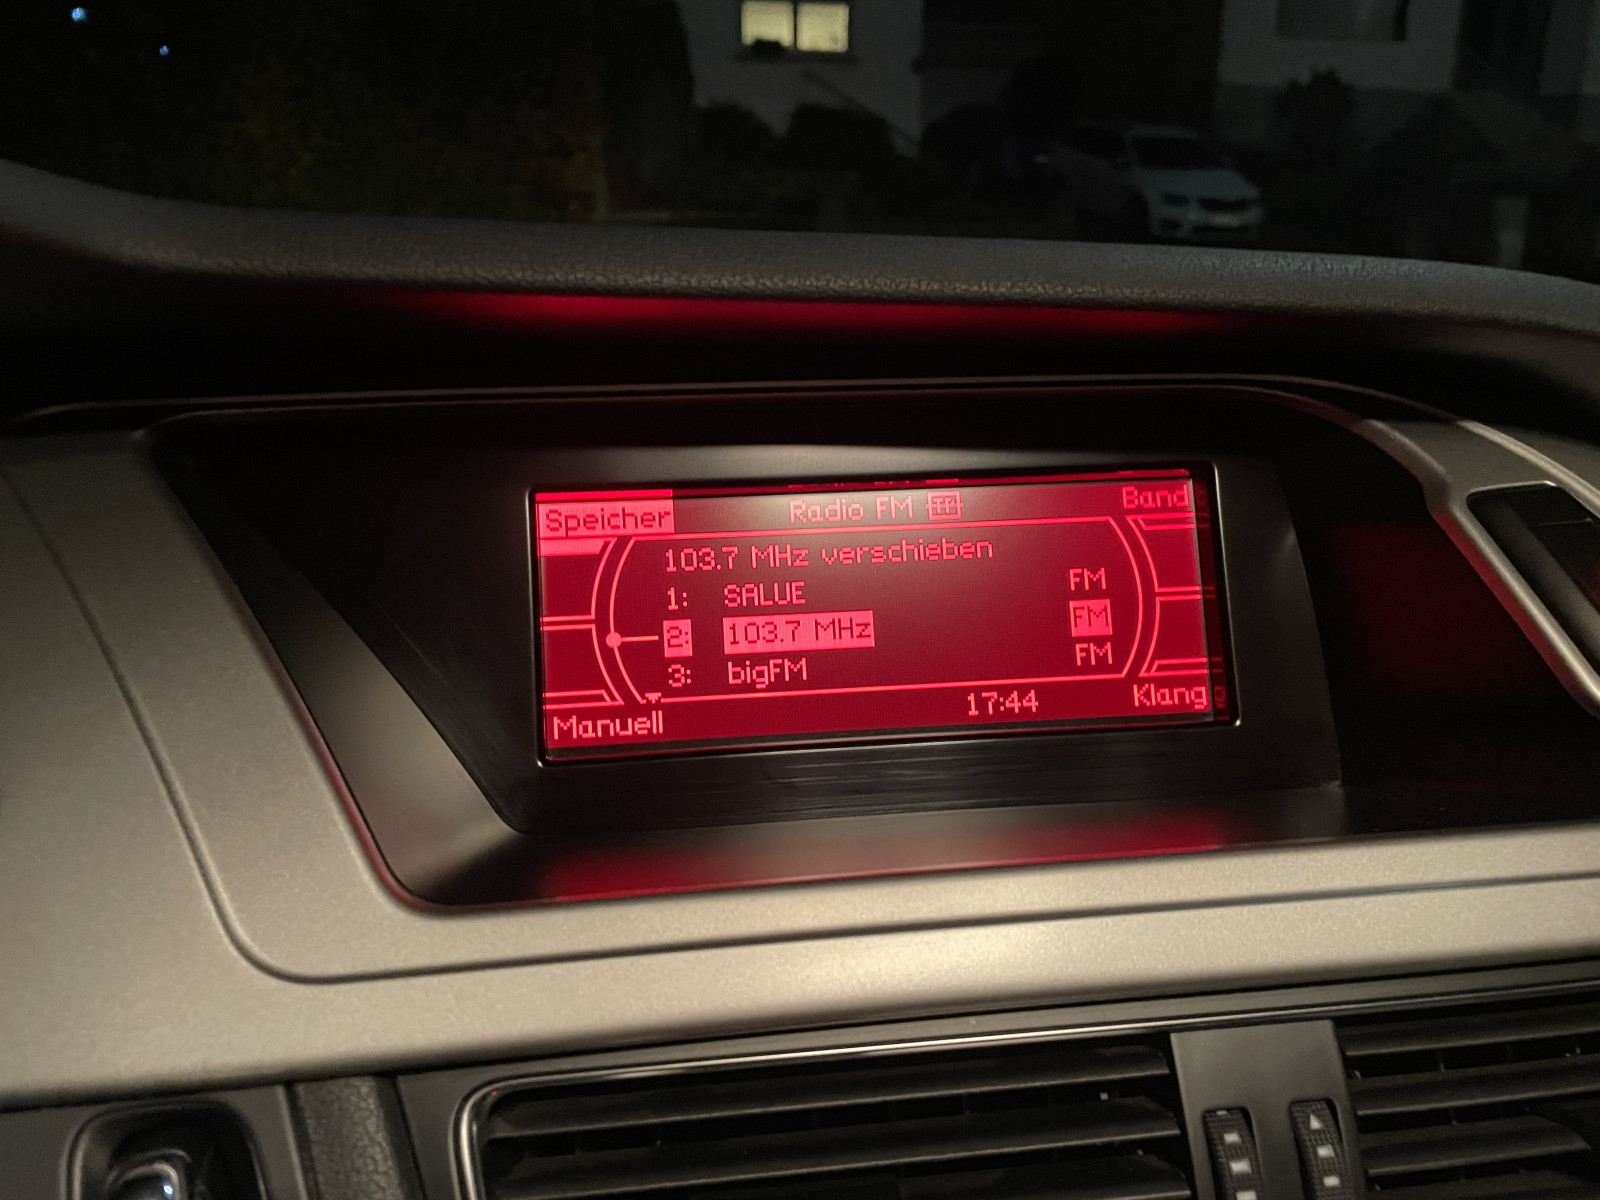 Speicher Radio FM TP Band
103.7 MHz verschieben
1: SALUE FM
2: 103.7 MHz FM
3: bigFM FM
Manuell 17:44 Klang